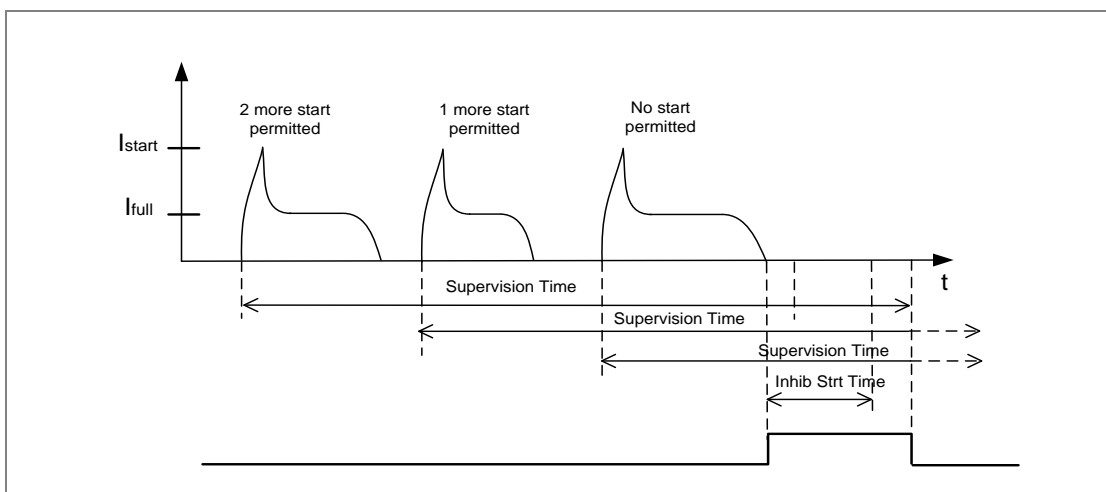 2 more start
permitted
1 more start
permitted
No start
permitted
Istart
Ifull
t
Supervision Time
Supervision Time
Supervision Time
Inhib Strt Time